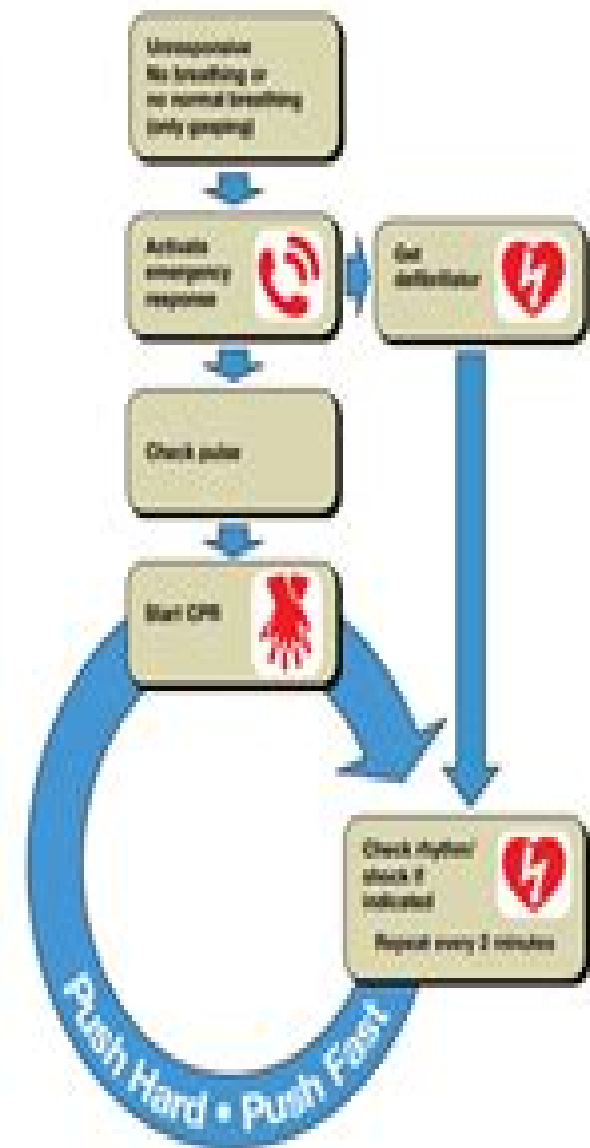 Unresponsive
No breathing or
no normal breathing
(only gasping)
Activate
emergency
response
Get
defibrillator
Check pulse
Start CPR
Check rhythm/
shock if
indicated
Repeat every 2 minutes
Push Hard • Push Fast